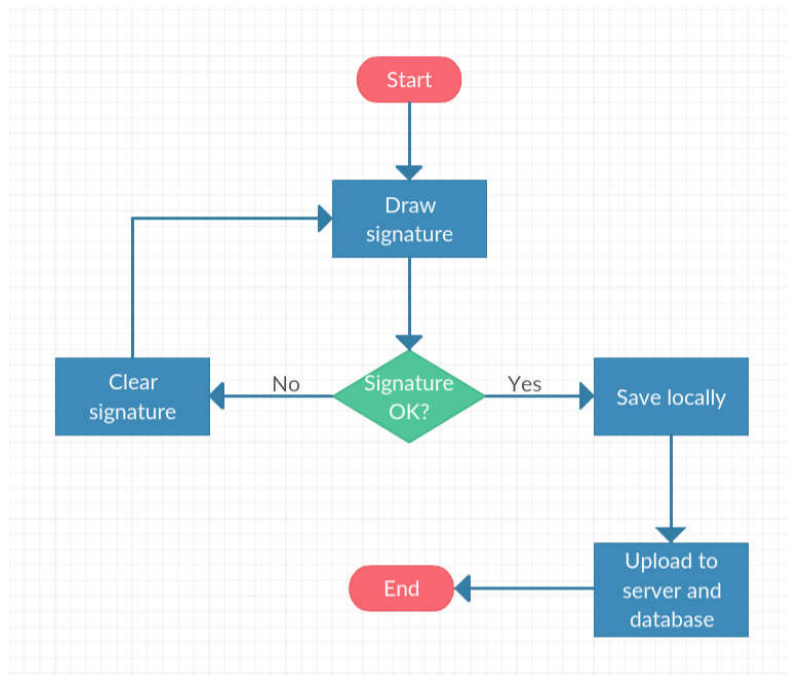 Start
Draw
signature
No
Signature
OK?
Yes
Clear
signature
Save locally
Upload to
server and
database
End